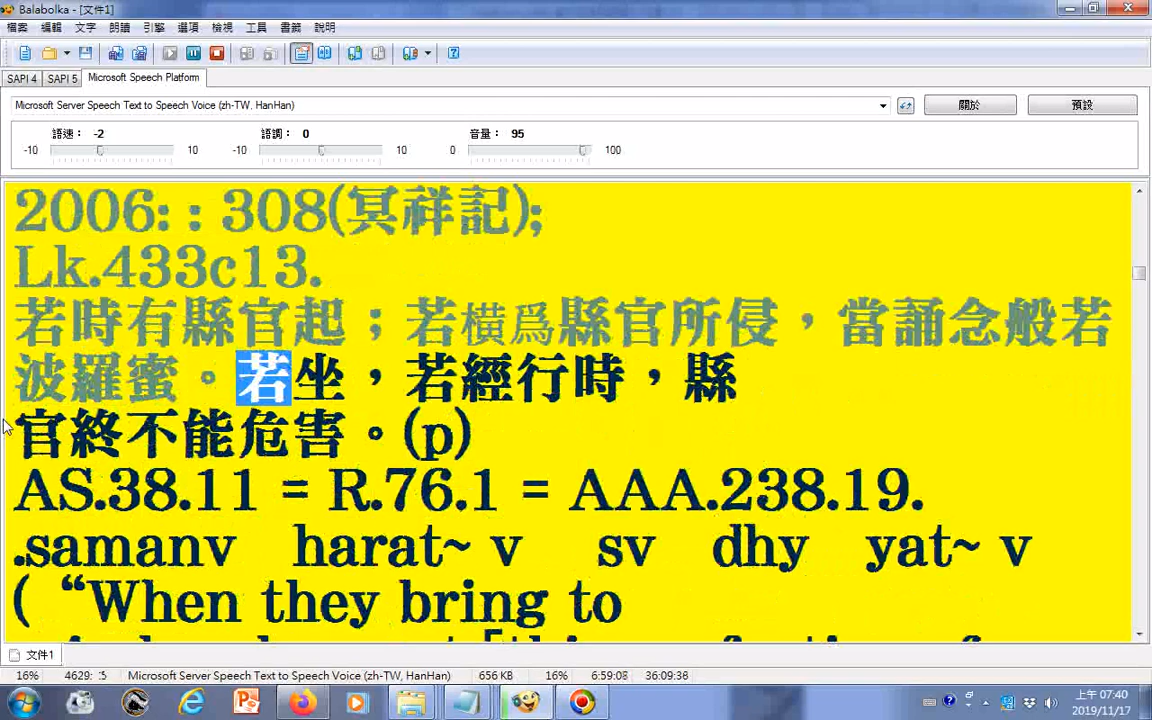 Balabolka - [文件1]
檔案 編輯 文字 朗讀 引擎 選項 檢視 工具 書籤 說明
SAPI 4 SAPI 5 Microsoft Speech Platform
Microsoft Server Speech Text to Speech Voice (zh-TW, HanHan) 關於 預設
語速： -2 語調： 0 音量： 95
-10 10 -10 10 0 100
2006: : 308(冥祥記);
Lk.433c13.
若時有縣官起；若橫爲縣官所侵，當誦念般若
波羅蜜。若坐，若經行時，縣
官終不能危害。(p)
AS.38.11 = R.76.1 = AAA.238.19.
.samanv harat~ v sv dhy yat~ v
( “When they bring to
文件1
16% Microsoft Server Speech Text to Speech Voice (zh-TW, HanHan) 656 KB 16% 6:59:08 36:09:38
上午 07:40
2019/11/17